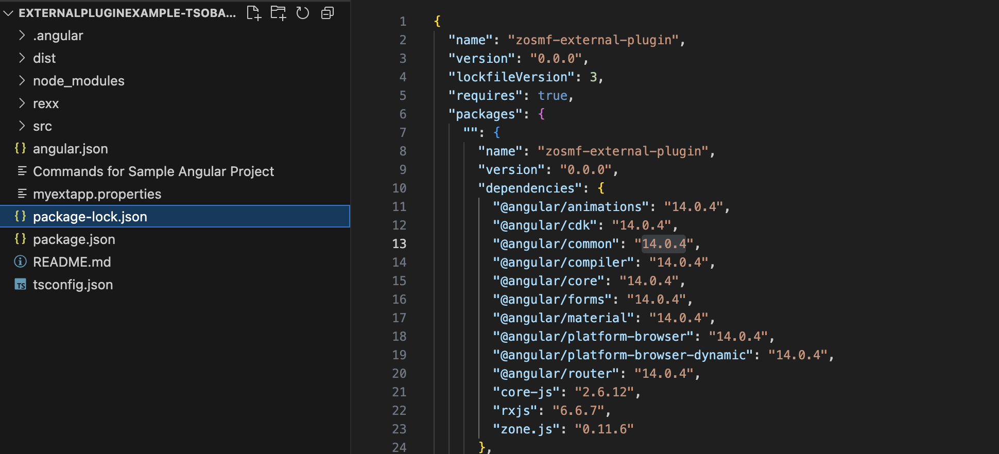 EXTERNALPLUGINEXAMPLE-TSOBA...
.angular
dist
node_modules
rexx
src
{} angular.json
Commands for Sample Angular Project
myextapp.properties
{} package-lock.json
{} package.json
README.md
TS tsconfig.json
1 {
2 "name": "zosmf-external-plugin",
3 "version": "0.0.0",
4 "lockfileVersion": 3,
5 "requires": true,
6 "packages": {
7 "": {
8 "name": "zosmf-external-plugin",
9 "version": "0.0.0",
10 "dependencies": {
11 "@angular/animations": "14.0.4",
12 "@angular/cdk": "14.0.4",
13 "@angular/common": "14.0.4",
14 "@angular/compiler": "14.0.4",
15 "@angular/core": "14.0.4",
16 "@angular/forms": "14.0.4",
17 "@angular/material": "14.0.4",
18 "@angular/platform-browser": "14.0.4",
19 "@angular/platform-browser-dynamic": "14.0.4",
20 "@angular/router": "14.0.4",
21 "core-js": "2.6.12",
22 "rxjs": "6.6.7",
23 "zone.js": "0.11.6"
24 },